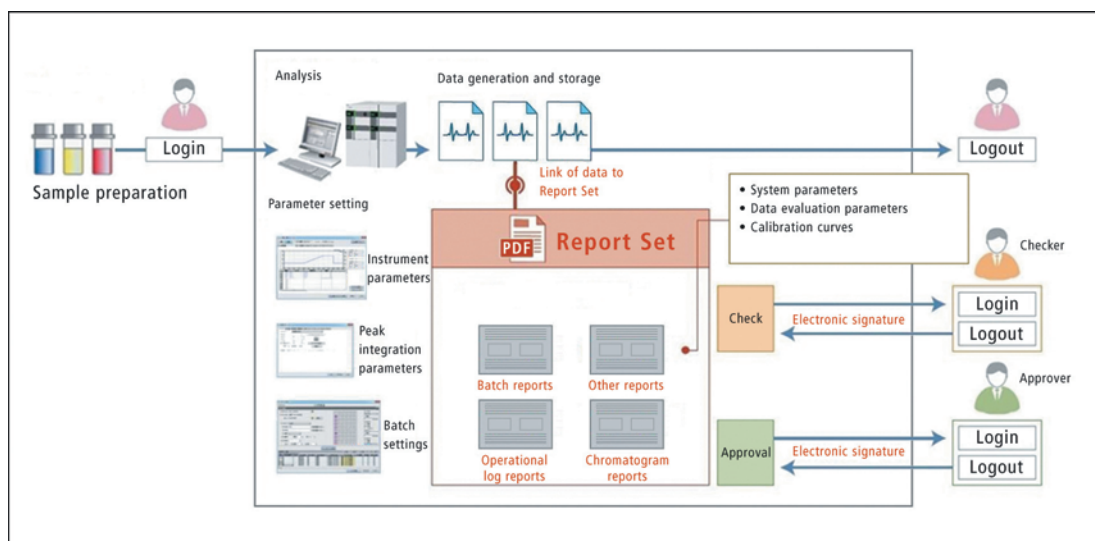 Analysis
Data generation and storage
Login
Logout
Sample preparation
Link of data to
Report Set
Parameter setting
• System parameters
• Data evaluation parameters
• Calibration curves
PDF
Report Set
Checker
Instrument
parameters
Login
Check
Electronic signature
Logout
Peak
integration
parameters
Batch reports
Other reports
Approver
Batch
settings
Login
Approval
Electronic signature
Logout
Operational
log reports
Chromatogram
reports